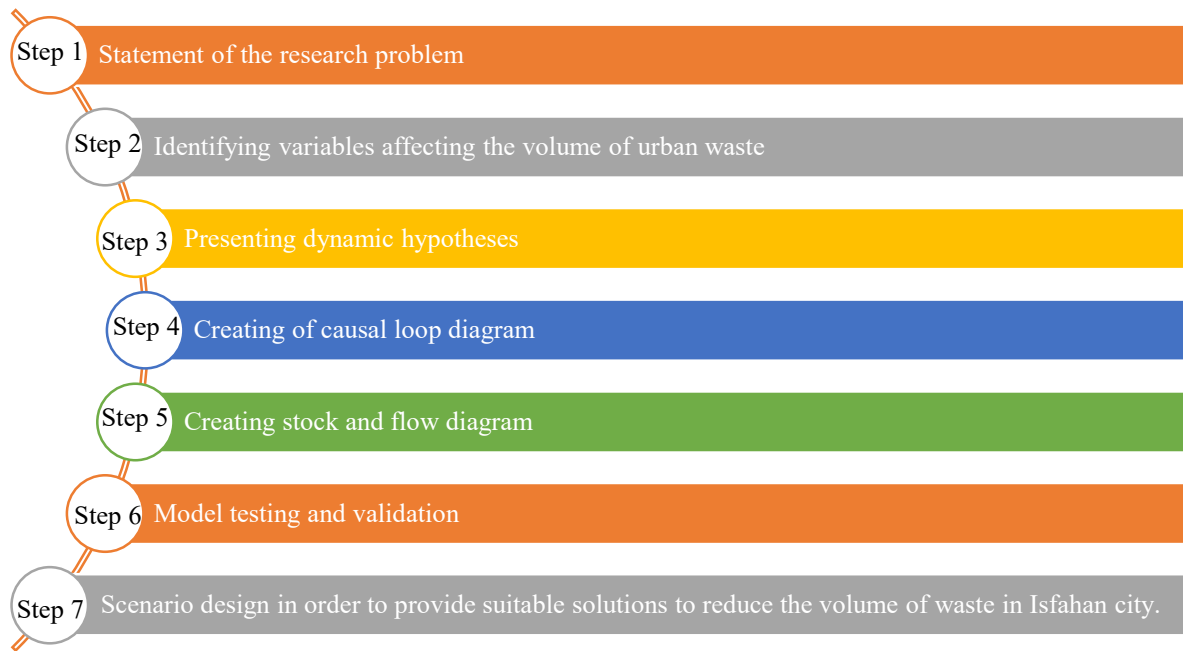 Step 1 Statement of the research problem
Step 2 Identifying variables affecting the volume of urban waste
Step 3 Presenting dynamic hypotheses
Step 4 Creating of causal loop diagram
Step 5 Creating stock and flow diagram
Step 6 Model testing and validation
Step 7 Scenario design in order to provide suitable solutions to reduce the volume of waste in Isfahan city.